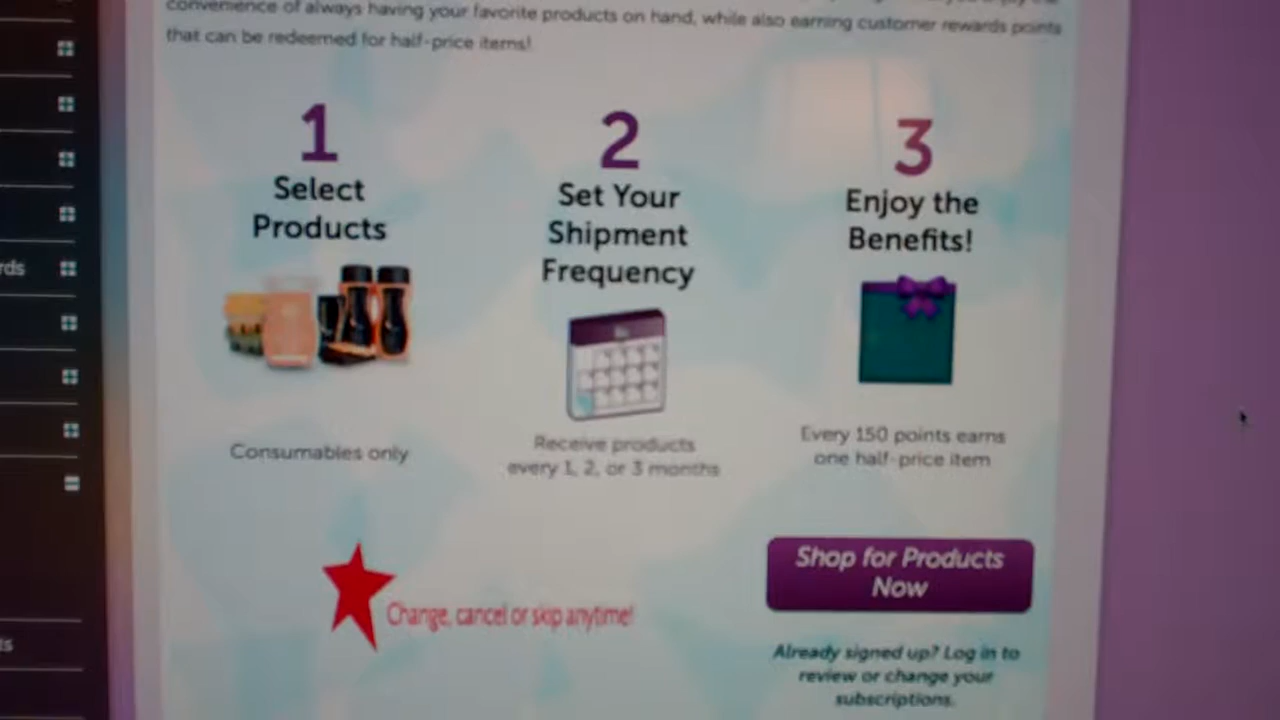 convenience of always having your favorite products on hand, while also earning customer rewards points
that can be redeemed for half-price items!
1
Select
Products
Consumables only
2
Set Your
Shipment
Frequency
Receive products
every 1, 2, or 3 months
3
Enjoy the
Benefits!
Every 150 points earns
one half-price item
Change, cancel or skip anytime!
Shop for Products
Now
Already signed up? Log in to
review or change your
subscriptions.
rds
ts